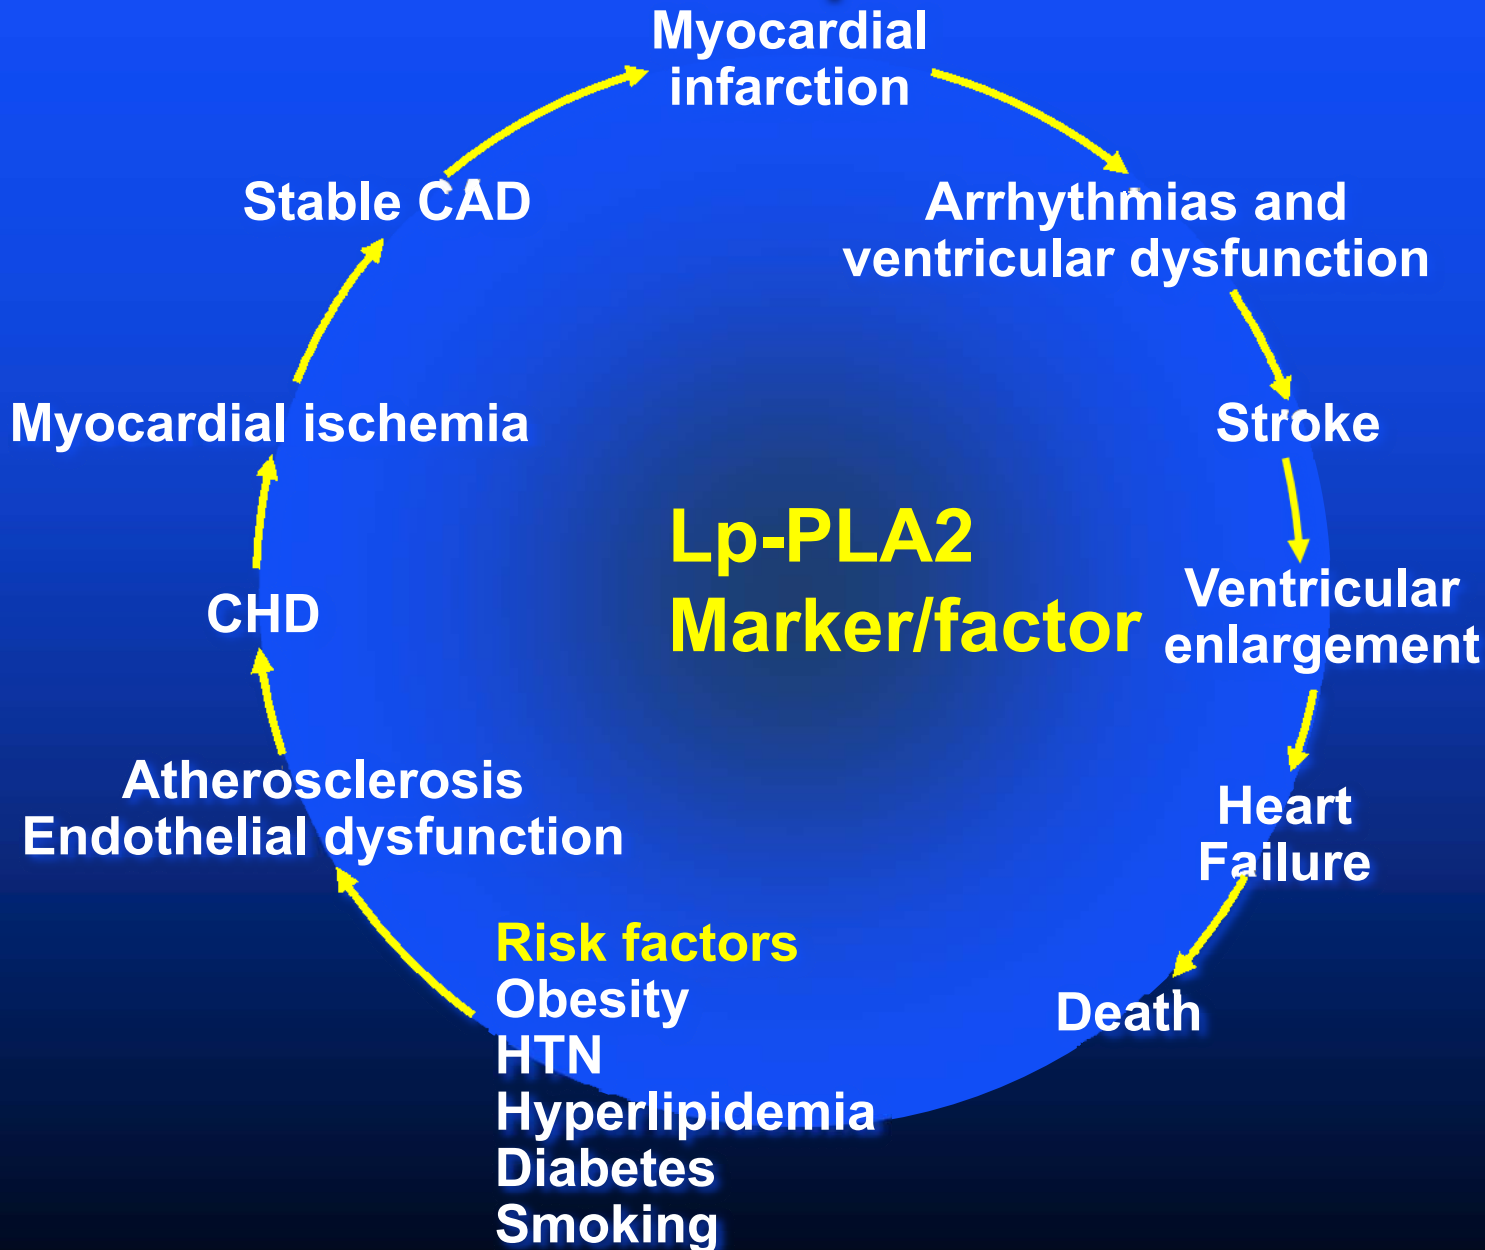 Myocardial
infarction
Stable CAD
Arrhythmias and
ventricular dysfunction
Myocardial ischemia
Stroke
Lp-PLA2
Marker/factor
Ventricular
enlargement
CHD
Atherosclerosis
Endothelial dysfunction
Heart
Failure
Risk factors
Obesity
HTN
Hyperlipidemia
Diabetes
Smoking
Death